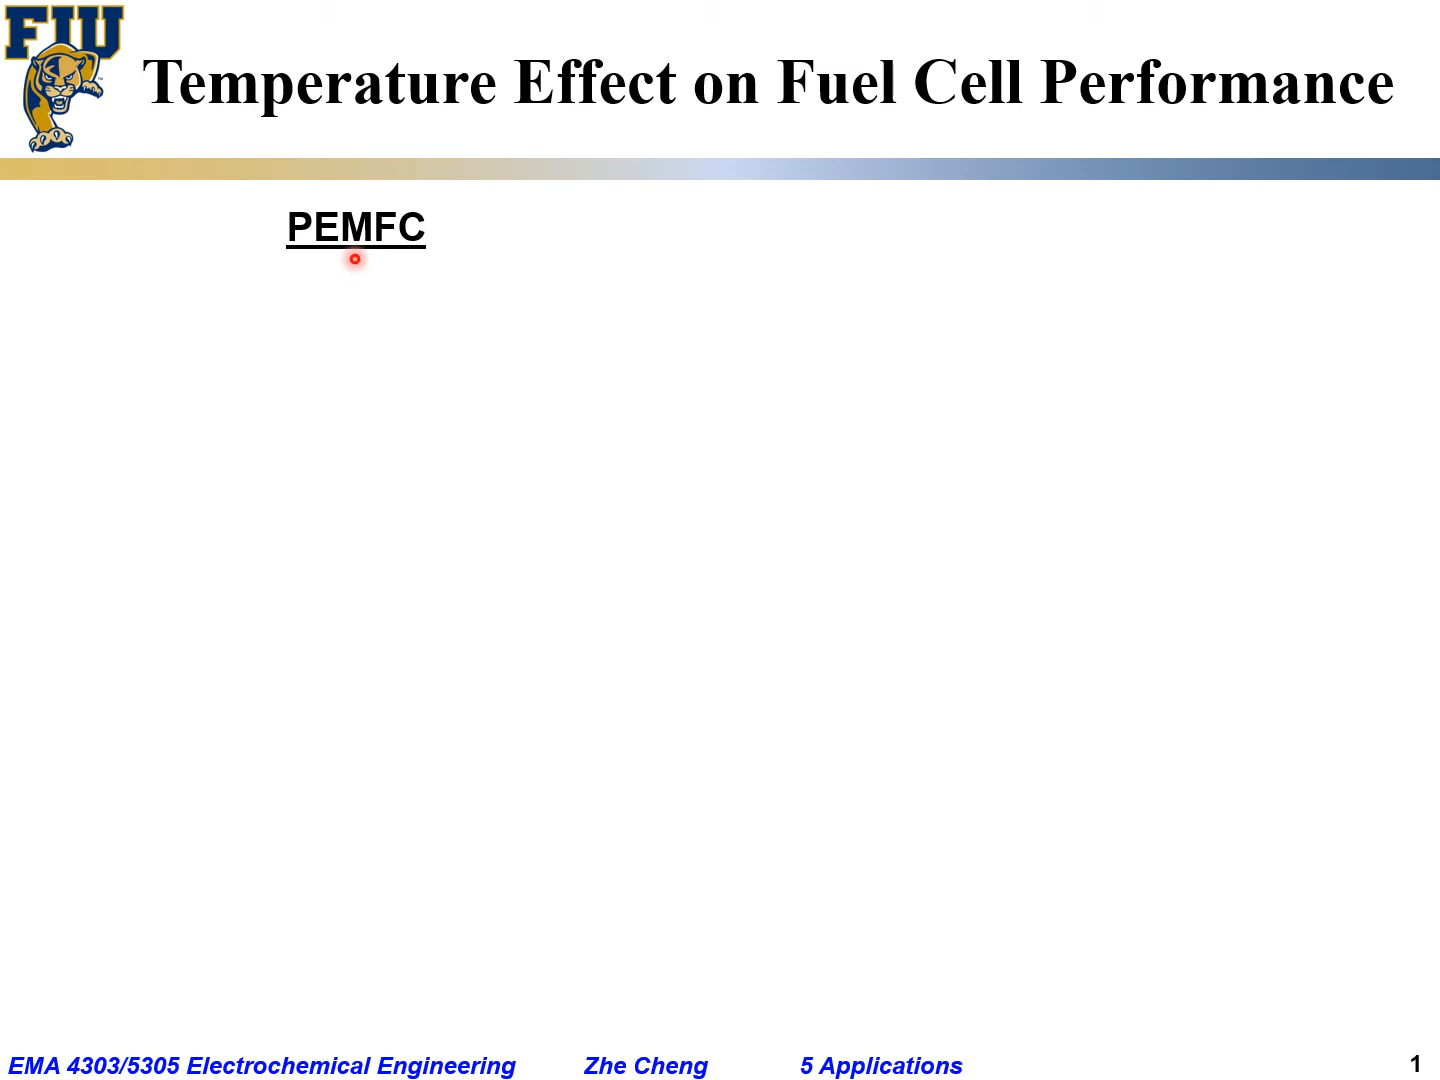 FIU
Temperature Effect on Fuel Cell Performance
PEMFC
EMA 4303/5305 Electrochemical Engineering Zhe Cheng 5 Applications 1